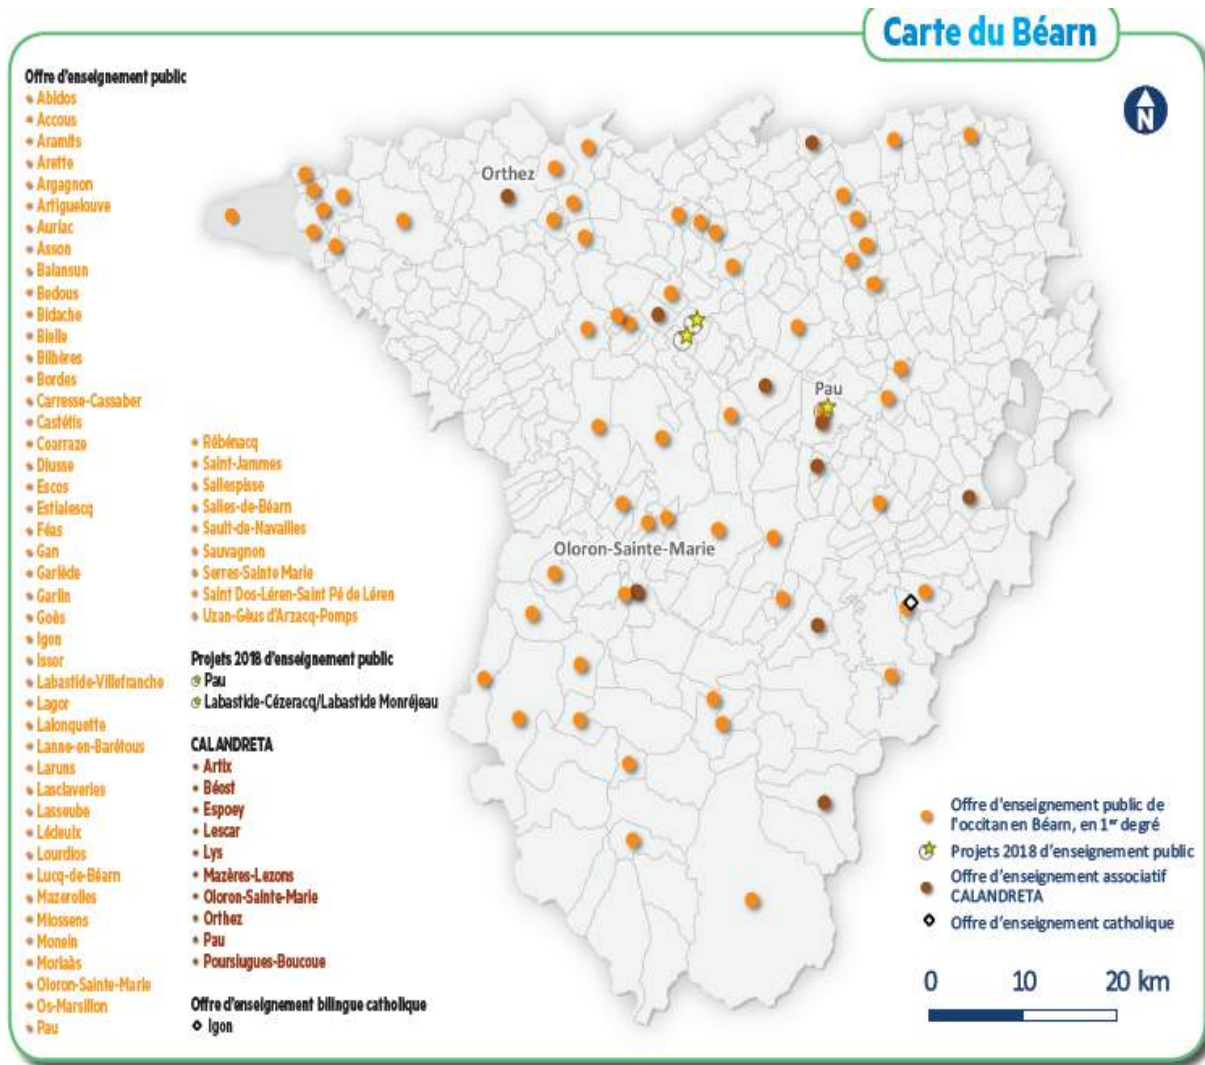 Carte du Béarn
N
Offre d'enseignement public
Abidos
Accous
Aramits
Arette
Argagnon
Artiguelouve
Auriac
Asson
Balansun
Bedous
Bidache
Bielle
Bilhères
Bordes
Carresse-Cassaber
Castétis
Coarraze
Diusse
Escos
Estialescq
Féas
Gan
Garlède
Garlin
Goès
Igon
Issor
Labastide-Villefranche
Lagor
Lalonquette
Lanne-en-Barétous
Laruns
Lasclaveries
Lasseube
Lédeuix
Lourdios
Lucq-de-Béarn
Mazerolles
Miossens
Monein
Morlaàs
Oloron-Sainte-Marie
Os-Marsillon
Pau
Rébénacq
Saint-Jammes
Sallespisse
Salles-de-Béarn
Sault-de-Navailles
Sauvagnon
Serres-Sainte Marie
Saint Dos-Léren-Saint Pé de Léren
Uzan-Géus d'Arzacq-Pomps
Projets 2018 d'enseignement public
Pau
Labastide-Cézeracq/Labastide Monréjeau
CALANDRETA
Artix
Béost
Espoey
Lescar
Lys
Mazères-Lezons
Oloron-Sainte-Marie
Orthez
Pau
Poursiugues-Boucoue
Offre d'enseignement bilingue catholique
Igon
Orthez
Pau
Oloron-Sainte-Marie
Offre d'enseignement public de
l'occitan en Béarn, en 1er degré
Projets 2018 d'enseignement public
Offre d'enseignement associatif
CALANDRETA
Offre d'enseignement catholique
0 10 20 km